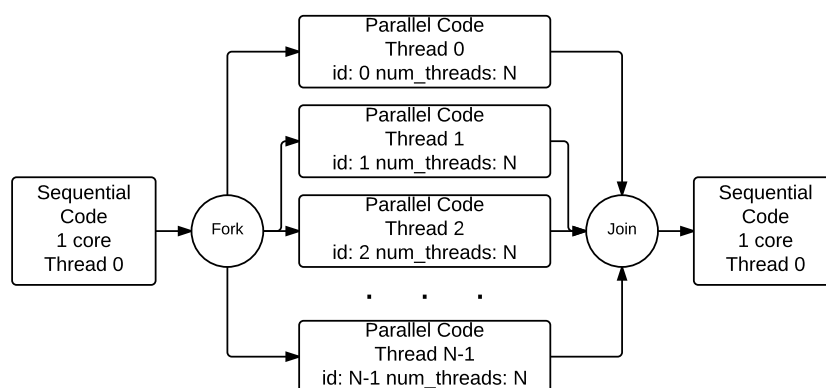 Sequential
Code
1 core
Thread 0
Fork
Parallel Code
Thread 0
id: 0 num_threads: N
Parallel Code
Thread 1
id: 1 num_threads: N
Parallel Code
Thread 2
id: 2 num_threads: N
. . .
Parallel Code
Thread N-1
id: N-1 num_threads: N
Join
Sequential
Code
1 core
Thread 0